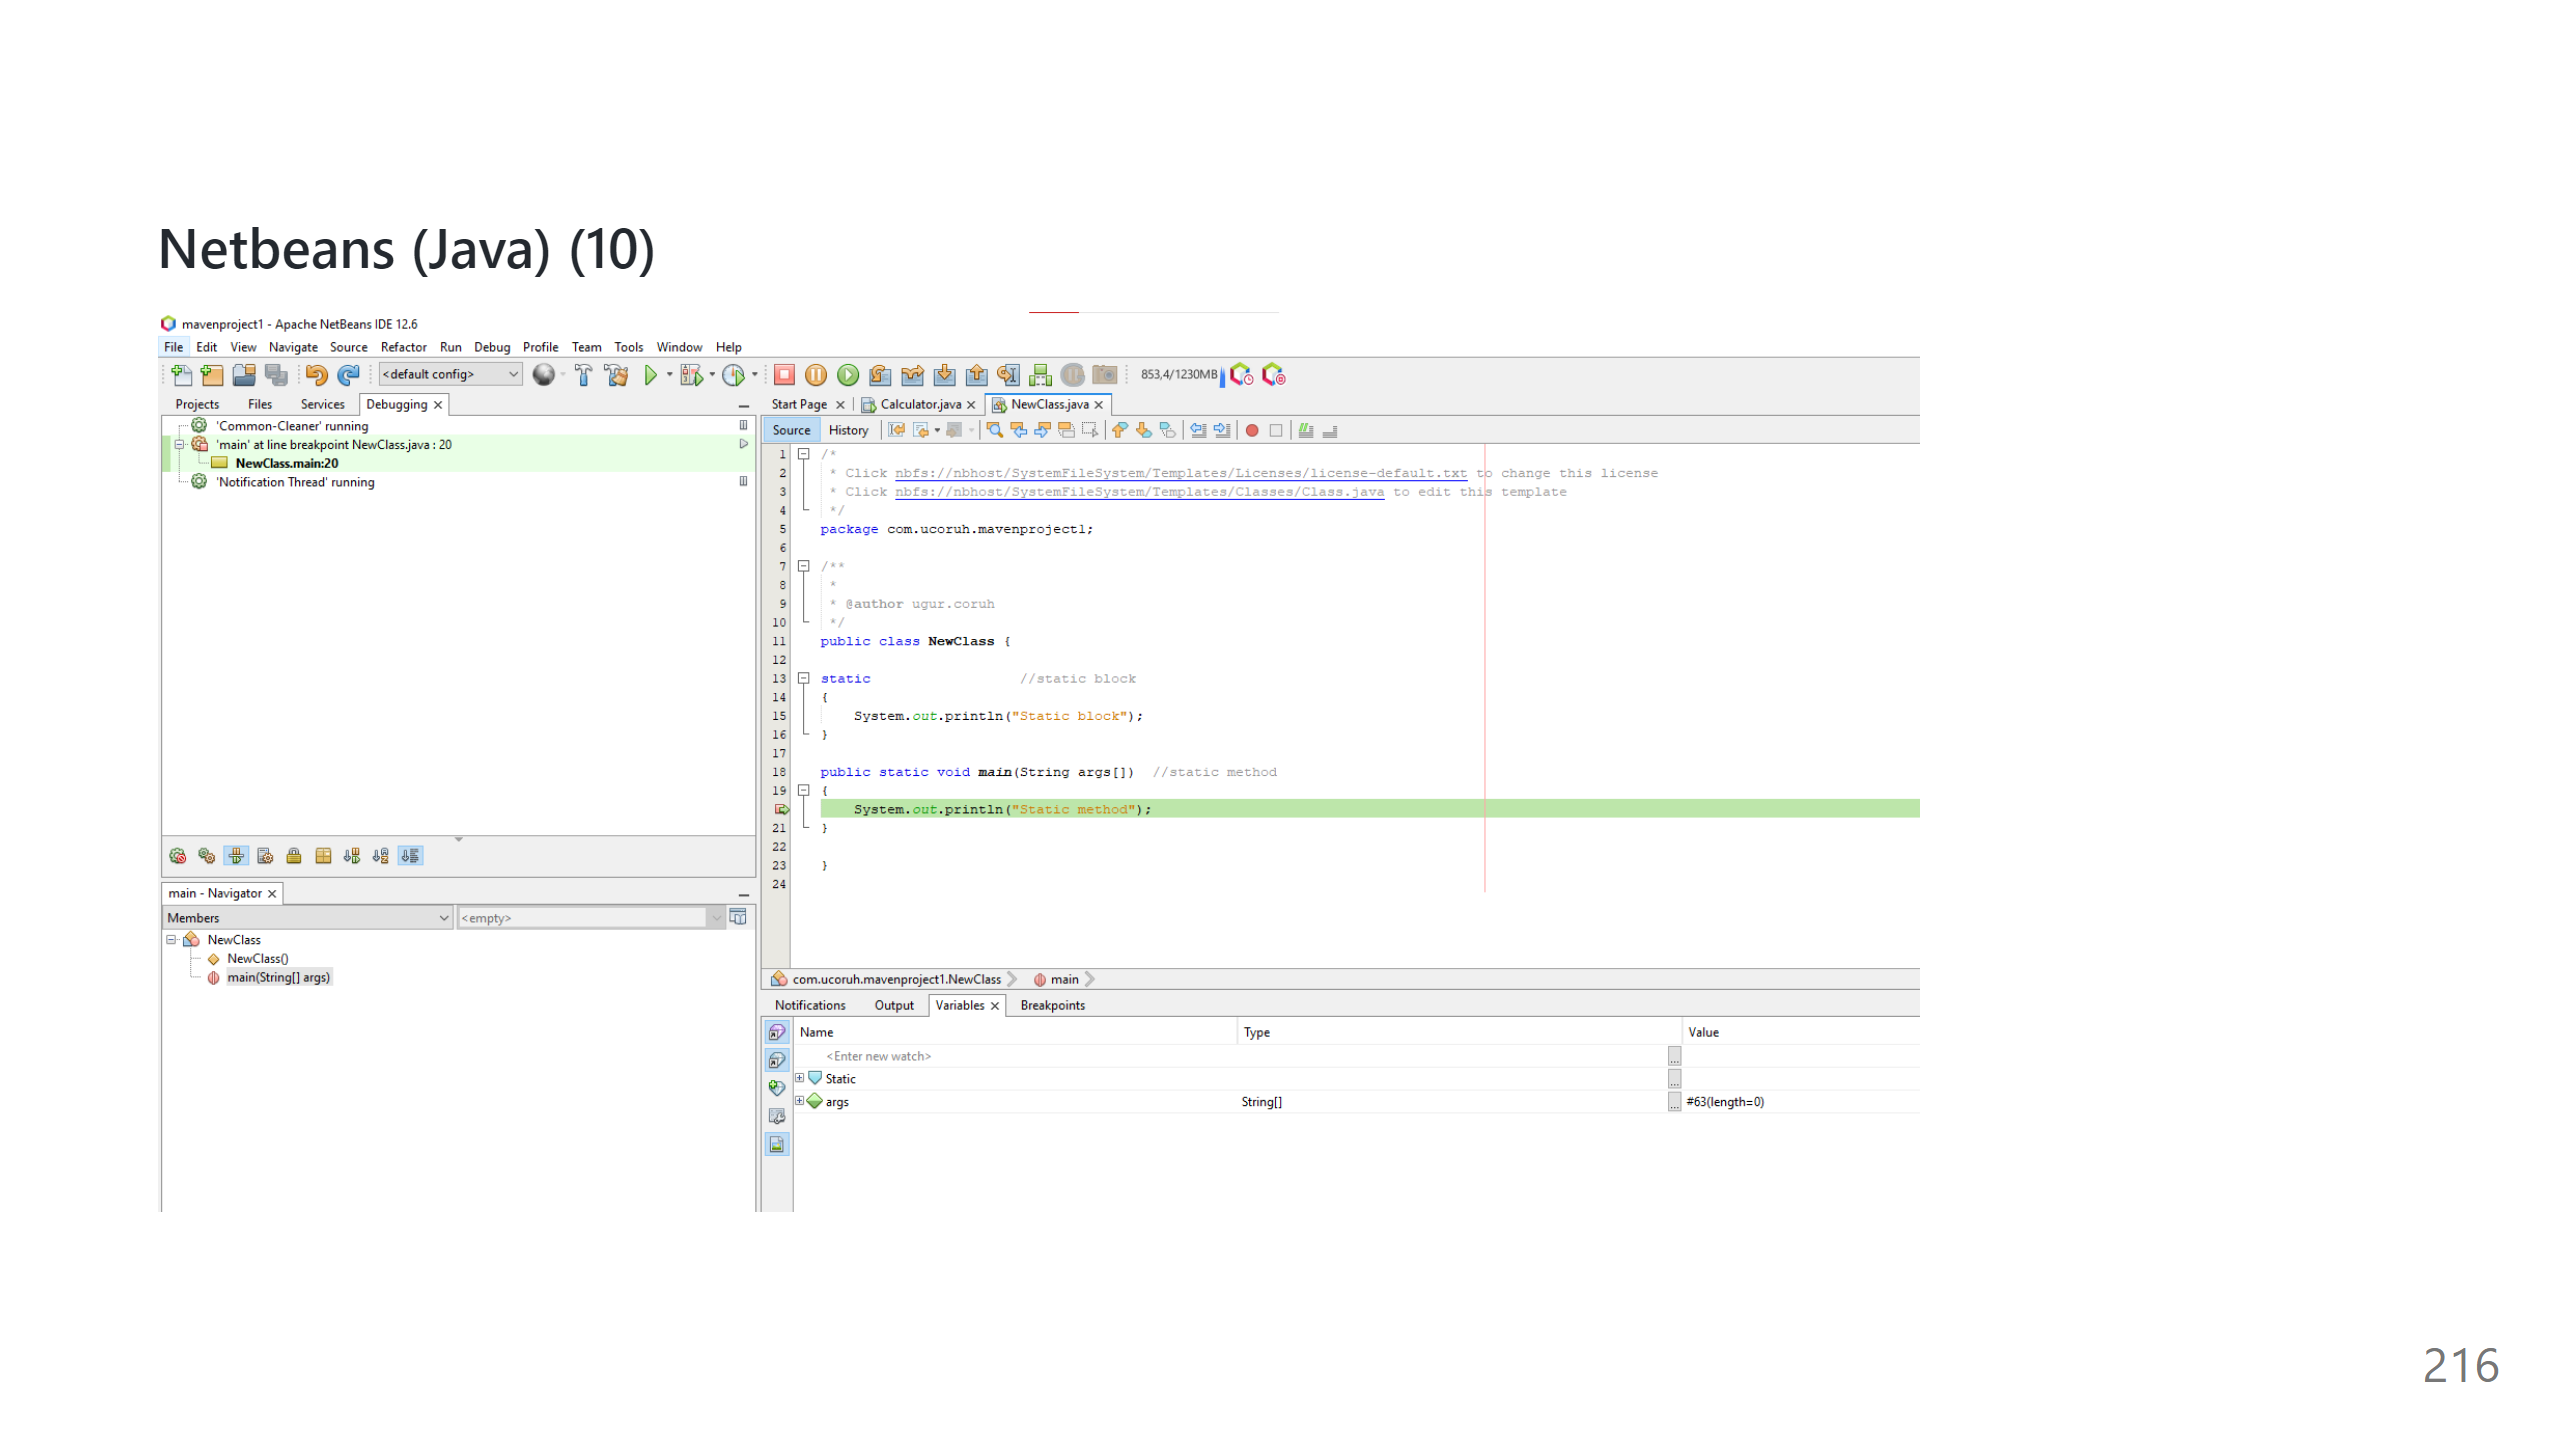 Netbeans (Java) (10)
mavenproject1 - Apache NetBeans IDE 12.6
File Edit View Navigate Source Refactor Run Debug Profile Team Tools Window Help
<default config> 853,4/1230MB
Projects Files Services Debugging
'Common-Cleaner' running
'main' at line breakpoint NewClass.java : 20
NewClass.main:20
'Notification Thread' running
main - Navigator
Members <empty>
NewClass
NewClass()
main(String[] args)
Start Page Calculator.java NewClass.java
Source History
1 /*
2 * Click nbfs://nbhost/SystemFileSystem/Templates/Licenses/license-default.txt to change this license
3 * Click nbfs://nbhost/SystemFileSystem/Templates/Classes/Class.java to edit this template
4 */
5 package com.ucoruh.mavenproject1;
6
7 /**
8 *
9 * @author ugur.coruh
10 */
11 public class NewClass {
12
13 static //static block
14 {
15 System.out.println("Static block");
16 }
17
18 public static void main(String args[]) //static method
19 {
System.out.println("Static method");
21 }
22
23 }
24
com.ucoruh.mavenproject1.NewClass main
Notifications Output Variables Breakpoints
Name Type Value
<Enter new watch> ...
Static ...
args String[] ... #63(length=0)
216